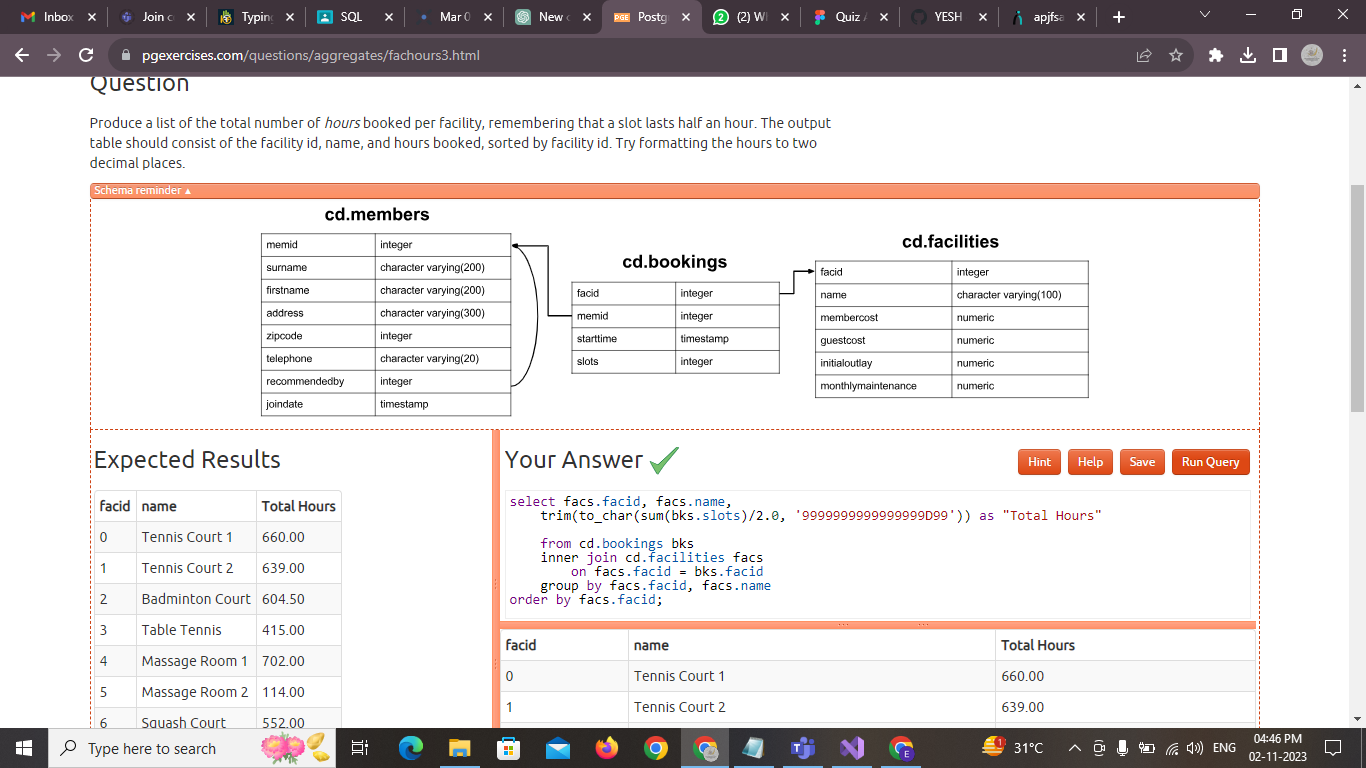 Inbox
Join c
Typin
SQL
Mar 0
New c
PGE Postg
2 (2) W
Quiz
YESH
apjfs
pgexercises.com/questions/aggregates/fachours3.html
Question
Produce a list of the total number of hours booked per facility, remembering that a slot lasts half an hour. The output
table should consist of the facility id, name, and hours booked, sorted by facility id. Try formatting the hours to two
decimal places.
Schema reminder ▲
cd.members
memid integer
surname character varying(200)
firstname character varying(200)
address character varying(300)
zipcode integer
telephone character varying(20)
recommendedby integer
joindate timestamp
cd.bookings
facid integer
memid integer
starttime timestamp
slots integer
cd.facilities
facid integer
name character varying(100)
membercost numeric
guestcost numeric
initialoutlay numeric
monthlymaintenance numeric
Expected Results
facid name Total Hours
0 Tennis Court 1 660.00
1 Tennis Court 2 639.00
2 Badminton Court 604.50
3 Table Tennis 415.00
4 Massage Room 1 702.00
5 Massage Room 2 114.00
6 Squash Court 552.00
Your Answer
Hint Help Save Run Query
select facs.facid, facs.name,
trim(to_char(sum(bks.slots)/2.0, '9999999999999999D99')) as "Total Hours"
from cd.bookings bks
inner join cd.facilities facs
on facs.facid = bks.facid
group by facs.facid, facs.name
order by facs.facid;
facid name Total Hours
0 Tennis Court 1 660.00
1 Tennis Court 2 639.00
Type here to search
E
1 31°C
ENG
04:46 PM
02-11-2023